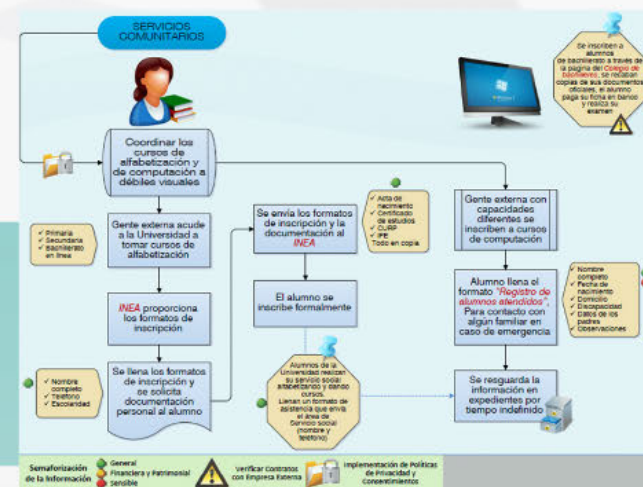 SERVICIOS
COMUNITARIOS
Se inscriben a
alumnos
de bachillerato a través de
la página del Colegio de
Bachilleres, se recaban
copias de sus documentos
oficiales, el alumno
paga su ficha en banco
y realiza su
examen
Coordinar los
cursos de
alfabetización y
de computación a
débiles visuales
✓ Primaria
✓ Secundaria
✓ Bachillerato
en línea
Gente externa acude
a la Universidad a
tomar cursos de
alfabetización
INEA proporciona
los formatos de
inscripción
✓ Nombre
completo
✓ Teléfono
✓ Escolaridad
Se llena los formatos
de inscripción y se
solicita
documentación
personal al alumno
Se envía los formatos
de inscripción y la
documentación al
INEA
✓ Acta de
nacimiento
✓ Certificado
de estudios
✓ CURP
✓ IFE
Todo en copia
El alumno se
inscribe formalmente
Alumnos de la
Universidad realizan
su servicio social
alfabetizando y dando
cursos.
Llenan un formato de
asistencia que envía
el área de
Servicio social
(nombre y
teléfono)
Gente externa con
capacidades
diferentes se
inscriben a cursos
de computación
Alumno llena el
formato "Registro de
alumnos atendidos".
Para contacto con
algún familiar en
caso de emergencia
✓ Nombre
completo
✓ Fecha de
nacimiento
✓ Domicilio
✓ Discapacidad
✓ Datos de los
padres
✓ Observaciones
Se resguarda la
información en
expedientes por
tiempo indefinido
Semaforización
de la Información
General
Financiera y Patrimonial
Sensible
Verificar Contratos
con Empresa Externa
Implementación de Políticas
de Privacidad y
Consentimientos